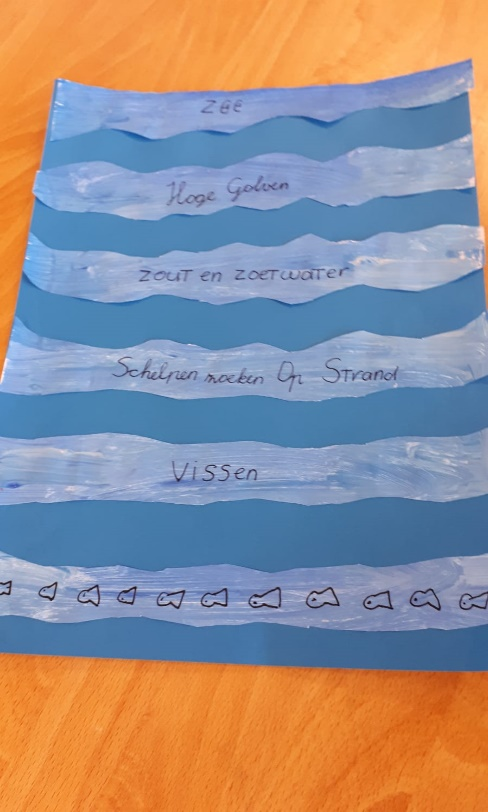 Zee
Hoge Golven
zout en zoetwater
Schelpen zoeken Op Strand
Vissen